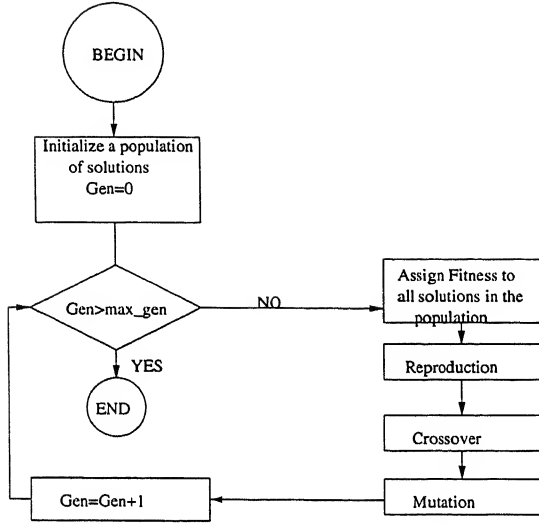 BEGIN
Initialize a population
of solutions
Gen=0
Gen>max_gen
NO
YES
END
Assign Fitness to
all solutions in the
population
Reproduction
Crossover
Mutation
Gen=Gen+1